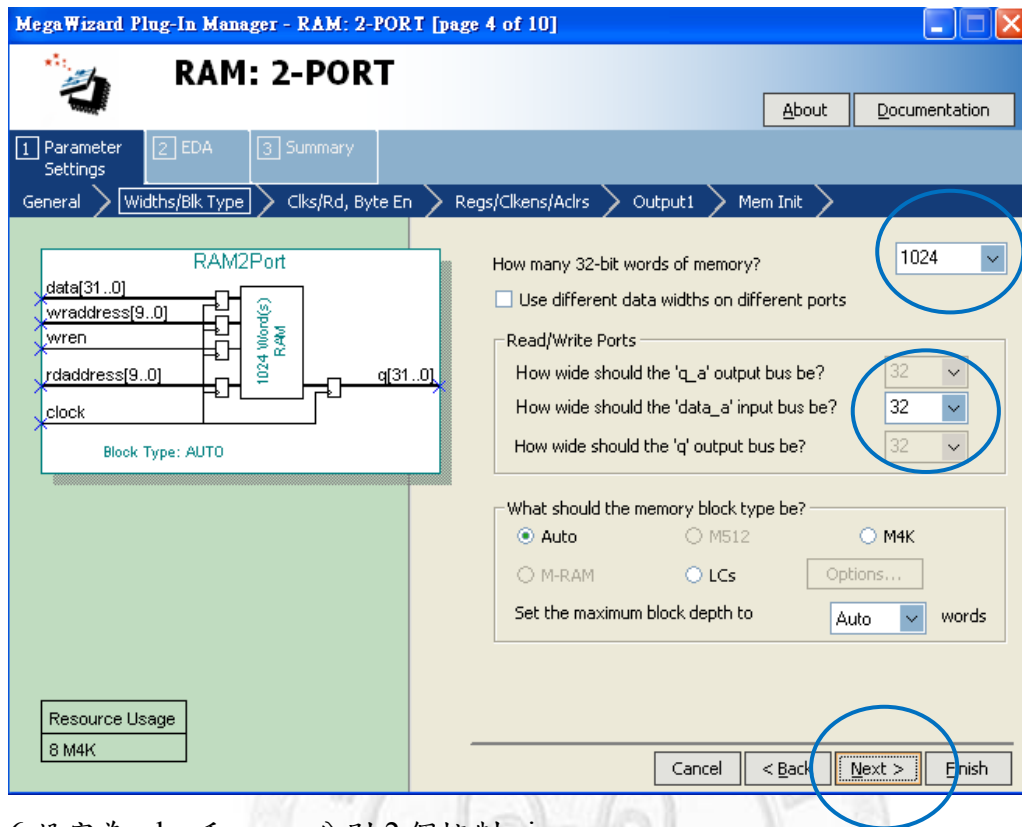 MegaWizard Plug-In Manager - RAM: 2-PORT [page 4 of 10]
RAM: 2-PORT
About
Documentation
1 Parameter Settings
2 EDA
3 Summary
General
Widths/Blk Type
Clks/Rd, Byte En
Regs/Clkens/Aclrs
Output1
Mem Init
RAM2Port
data[31..0]
wraddress[9..0]
wren
rdaddress[9..0]
clock
1024 Word(s)
RAM
q[31..0]
Block Type: AUTO
How many 32-bit words of memory?
1024
Use different data widths on different ports
Read/Write Ports
How wide should the 'q_a' output bus be?
32
How wide should the 'data_a' input bus be?
32
How wide should the 'q' output bus be?
32
What should the memory block type be?
Auto
M512
M4K
M-RAM
LCs
Options...
Set the maximum block depth to
Auto
words
Resource Usage
8 M4K
Cancel
< Back
Next >
Finish